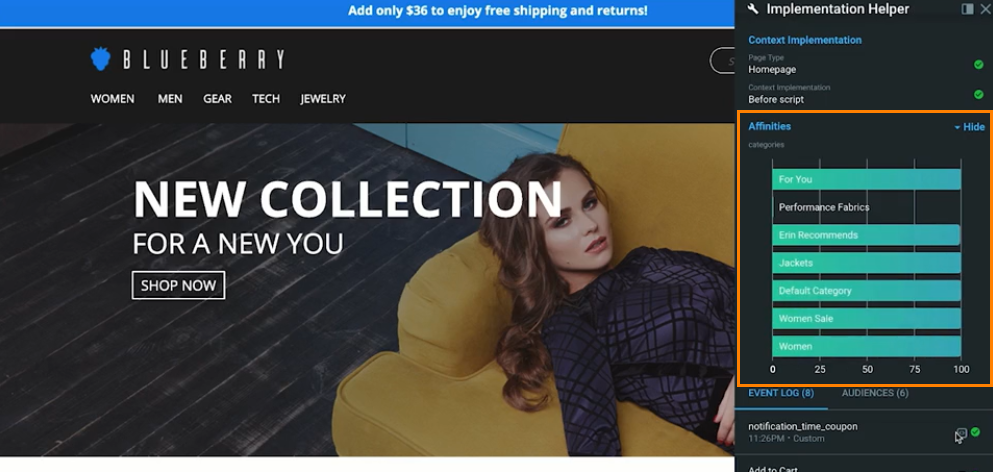 Add only $36 to enjoy free shipping and returns!
BLUEBERRY
WOMEN MEN GEAR TECH JEWELRY
NEW COLLECTION
FOR A NEW YOU
SHOP NOW
Implementation Helper
Context Implementation
Page Type
Homepage
Context Implementation
Before script
Affinities
Hide
categories
For You
Performance Fabrics
Erin Recommends
Jackets
Default Category
Women Sale
Women
0 25 50 75 100
EVENT LOG (8) AUDIENCES (6)
notification_time_coupon
11:26PM • Custom
Add to Cart